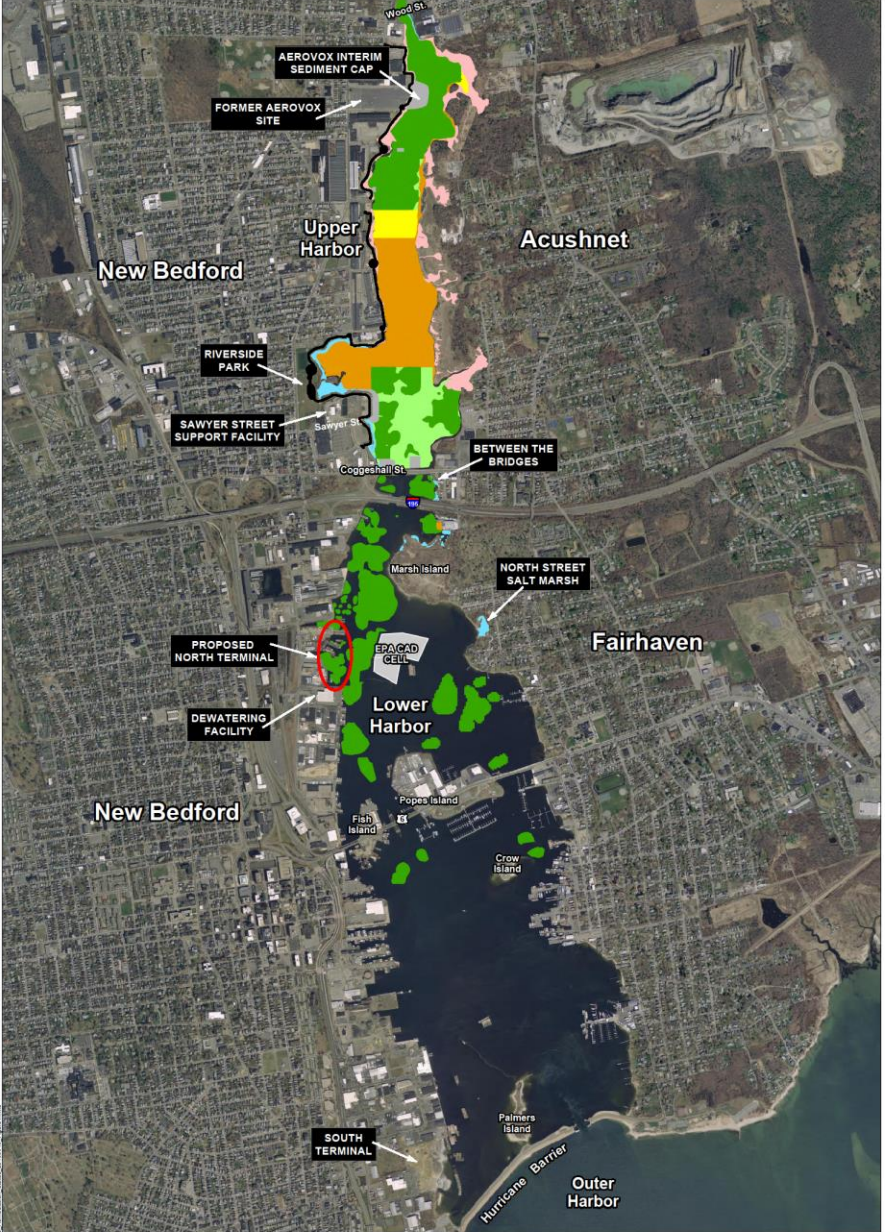 Wood St.
AEROVOX INTERIM
SEDIMENT CAP
FORMER AEROVOX
SITE
Upper
Harbor
Acushnet
New Bedford
RIVERSIDE
PARK
SAWYER STREET
SUPPORT FACILITY
Sawyer St.
BETWEEN THE
BRIDGES
Coggeshall St.
195
Marsh Island
NORTH STREET
SALT MARSH
PROPOSED
NORTH TERMINAL
EPA CAD
CELL
Fairhaven
Lower
Harbor
DEWATERING
FACILITY
Popes Island
New Bedford
Fish
Island
6
Crow
Island
Palmers
Island
SOUTH
TERMINAL
Hurricane Barrier
Outer
Harbor